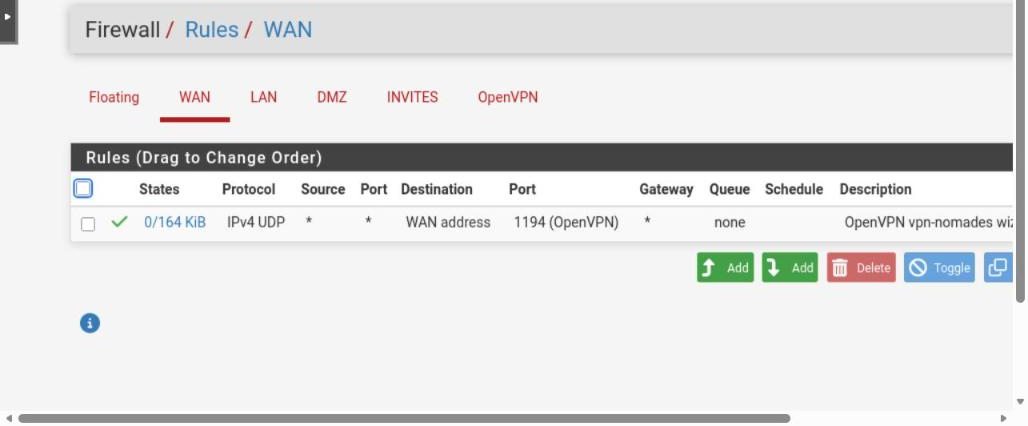 Firewall / Rules / WAN
Floating WAN LAN DMZ INVITES OpenVPN
Rules (Drag to Change Order)
States Protocol Source Port Destination Port Gateway Queue Schedule Description
0/164 KiB IPv4 UDP * * WAN address 1194 (OpenVPN) * none OpenVPN vpn-nomades wiz
Add Add Delete Toggle